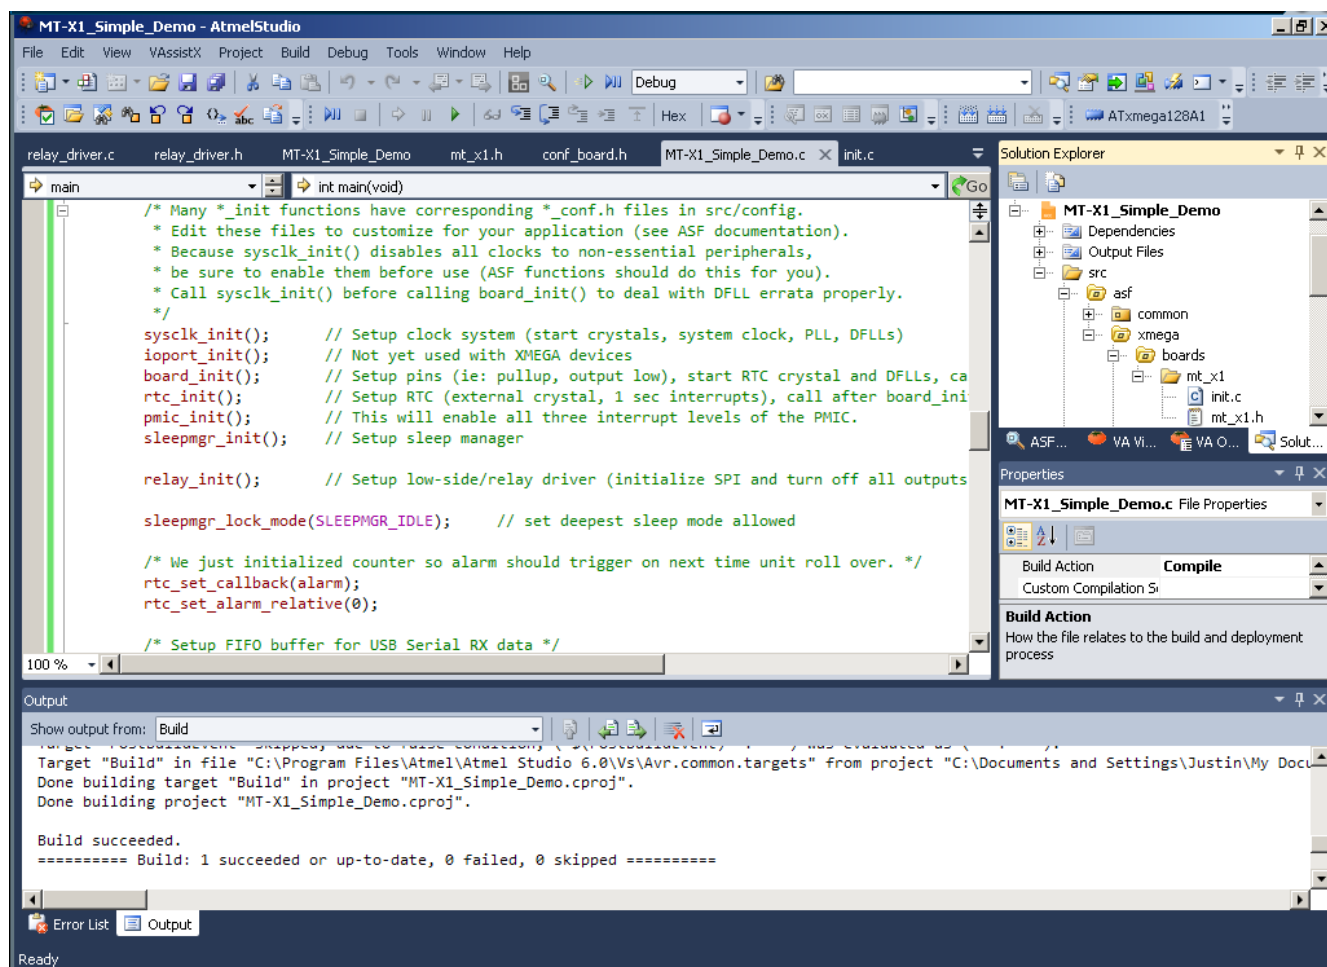 MT-X1_Simple_Demo - AtmelStudio
File Edit View VAssistX Project Build Debug Tools Window Help
Debug
Hex ATxmega128A1
relay_driver.c relay_driver.h MT-X1_Simple_Demo mt_x1.h conf_board.h MT-X1_Simple_Demo.c init.c
main int main(void) Go
/* Many *_init functions have corresponding *_conf.h files in src/config.
* Edit these files to customize for your application (see ASF documentation).
* Because sysclk_init() disables all clocks to non-essential peripherals,
* be sure to enable them before use (ASF functions should do this for you).
* Call sysclk_init() before calling board_init() to deal with DFLL errata properly.
*/
sysclk_init(); // Setup clock system (start crystals, system clock, PLL, DFLLs)
ioport_init(); // Not yet used with XMEGA devices
board_init(); // Setup pins (ie: pullup, output low), start RTC crystal and DFLLs, ca
rtc_init(); // Setup RTC (external crystal, 1 sec interrupts), call after board_ini
pmic_init(); // This will enable all three interrupt levels of the PMIC.
sleepmgr_init(); // Setup sleep manager
relay_init(); // Setup low-side/relay driver (initialize SPI and turn off all outputs
sleepmgr_lock_mode(SLEEPMGR_IDLE); // set deepest sleep mode allowed
/* We just initialized counter so alarm should trigger on next time unit roll over. */
rtc_set_callback(alarm);
rtc_set_alarm_relative(0);
/* Setup FIFO buffer for USB Serial RX data */
100 %
Solution Explorer
MT-X1_Simple_Demo
Dependencies
Output Files
src
asf
common
xmega
boards
mt_x1
init.c
mt_x1.h
ASF... VA Vi... VA O... Solut...
Properties
MT-X1_Simple_Demo.c File Properties
Build Action Compile
Custom Compilation S
Build Action
How the file relates to the build and deployment
process
Output
Show output from: Build
Target "PostBuildEvent" skipped, due to false condition; ('$(PostBuildEvent)' != '') was evaluated as ('' != '').
Target "Build" in file "C:\Program Files\Atmel\Atmel Studio 6.0\Vs\Avr.common.targets" from project "C:\Documents and Settings\Justin\My Docu
Done building target "Build" in project "MT-X1_Simple_Demo.cproj".
Done building project "MT-X1_Simple_Demo.cproj".
Build succeeded.
========== Build: 1 succeeded or up-to-date, 0 failed, 0 skipped ==========
Error List Output
Ready